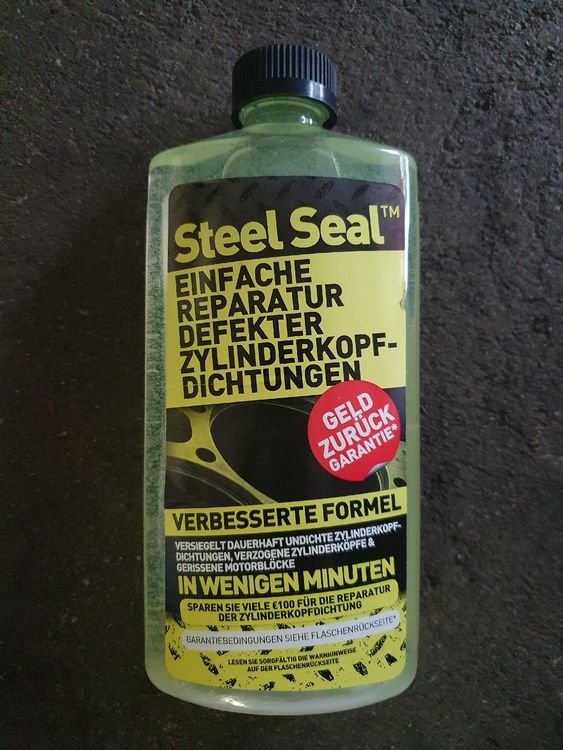 Steel Seal™
EINFACHE
REPARATUR
DEFEKTER
ZYLINDERKOPF-
DICHTUNGEN
GELD
ZURÜCK
GARANTIE*
VERBESSERTE FORMEL
VERSIEGELT DAUERHAFT UNDICHTE ZYLINDERKOPF-
DICHTUNGEN, VERZOGENE ZYLINDERKÖPFE &
GERISSENE MOTORBLÖCKE
IN WENIGEN MINUTEN
SPAREN SIE VIELE €100 FÜR DIE REPARATUR
DER ZYLINDERKOPFDICHTUNG
GARANTIEBEDINGUNGEN SIEHE FLASCHENRÜCKSEITE*
LESEN SIE SORGFÄLTIG DIE WARNHINWEISE
AUF DER FLASCHENRÜCKSEITE